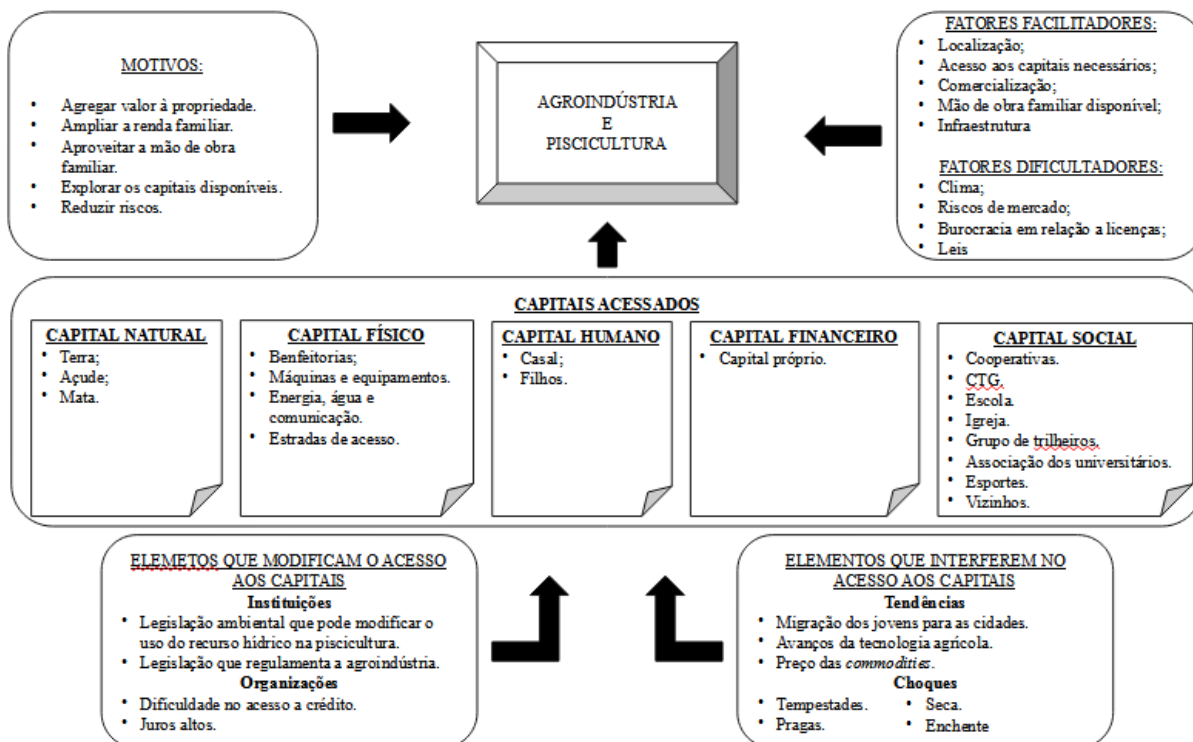 MOTIVOS:
• Agregar valor à propriedade.
• Ampliar a renda familiar.
• Aproveitar a mão de obra
familiar.
• Explorar os capitais disponíveis.
• Reduzir riscos.
AGROINDÚSTRIA
E
PISCICULTURA
FATORES FACILITADORES:
• Localização;
• Acesso aos capitais necessários;
• Comercialização;
• Mão de obra familiar disponível;
• Infraestrutura
FATORES DIFICULTADORES:
• Clima;
• Riscos de mercado;
• Burocracia em relação a licenças;
• Leis
CAPITAIS ACESSADOS
CAPITAL NATURAL
• Terra;
• Açude;
• Mata.
CAPITAL FÍSICO
• Benfeitorias;
• Máquinas e equipamentos.
• Energia, água e
comunicação.
• Estradas de acesso.
CAPITAL HUMANO
• Casal;
• Filhos.
CAPITAL FINANCEIRO
• Capital próprio.
CAPITAL SOCIAL
• Cooperativas.
• CTG.
• Escola.
• Igreja.
• Grupo de trilheiros.
• Associação dos universitários.
• Esportes.
• Vizinhos.
ELEMETOS QUE MODIFICAM O ACESSO
AOS CAPITAIS
Instituições
• Legislação ambiental que pode modificar o
uso do recurso hídrico na piscicultura.
• Legislação que regulamenta a agroindústria.
Organizações
• Dificuldade no acesso a crédito.
• Juros altos.
ELEMENTOS QUE INTERFEREM NO
ACESSO AOS CAPITAIS
Tendências
• Migração dos jovens para as cidades.
• Avanços da tecnologia agrícola.
• Preço das commodities.
Choques
• Tempestades. • Seca.
• Pragas. • Enchente